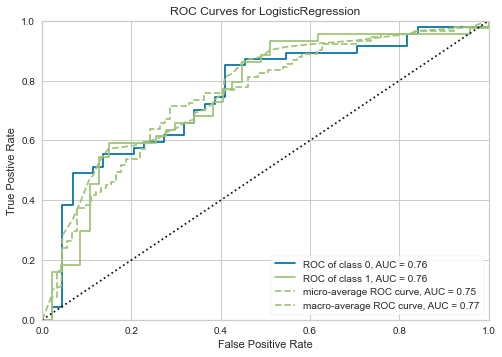 ROC Curves for LogisticRegression
True Postive Rate
1.0
0.8
0.6
0.4
0.2
0.0
0.0 0.2 0.4 0.6 0.8 1.0
False Positive Rate
ROC of class 0, AUC = 0.76
ROC of class 1, AUC = 0.76
micro-average ROC curve, AUC = 0.75
macro-average ROC curve, AUC = 0.77